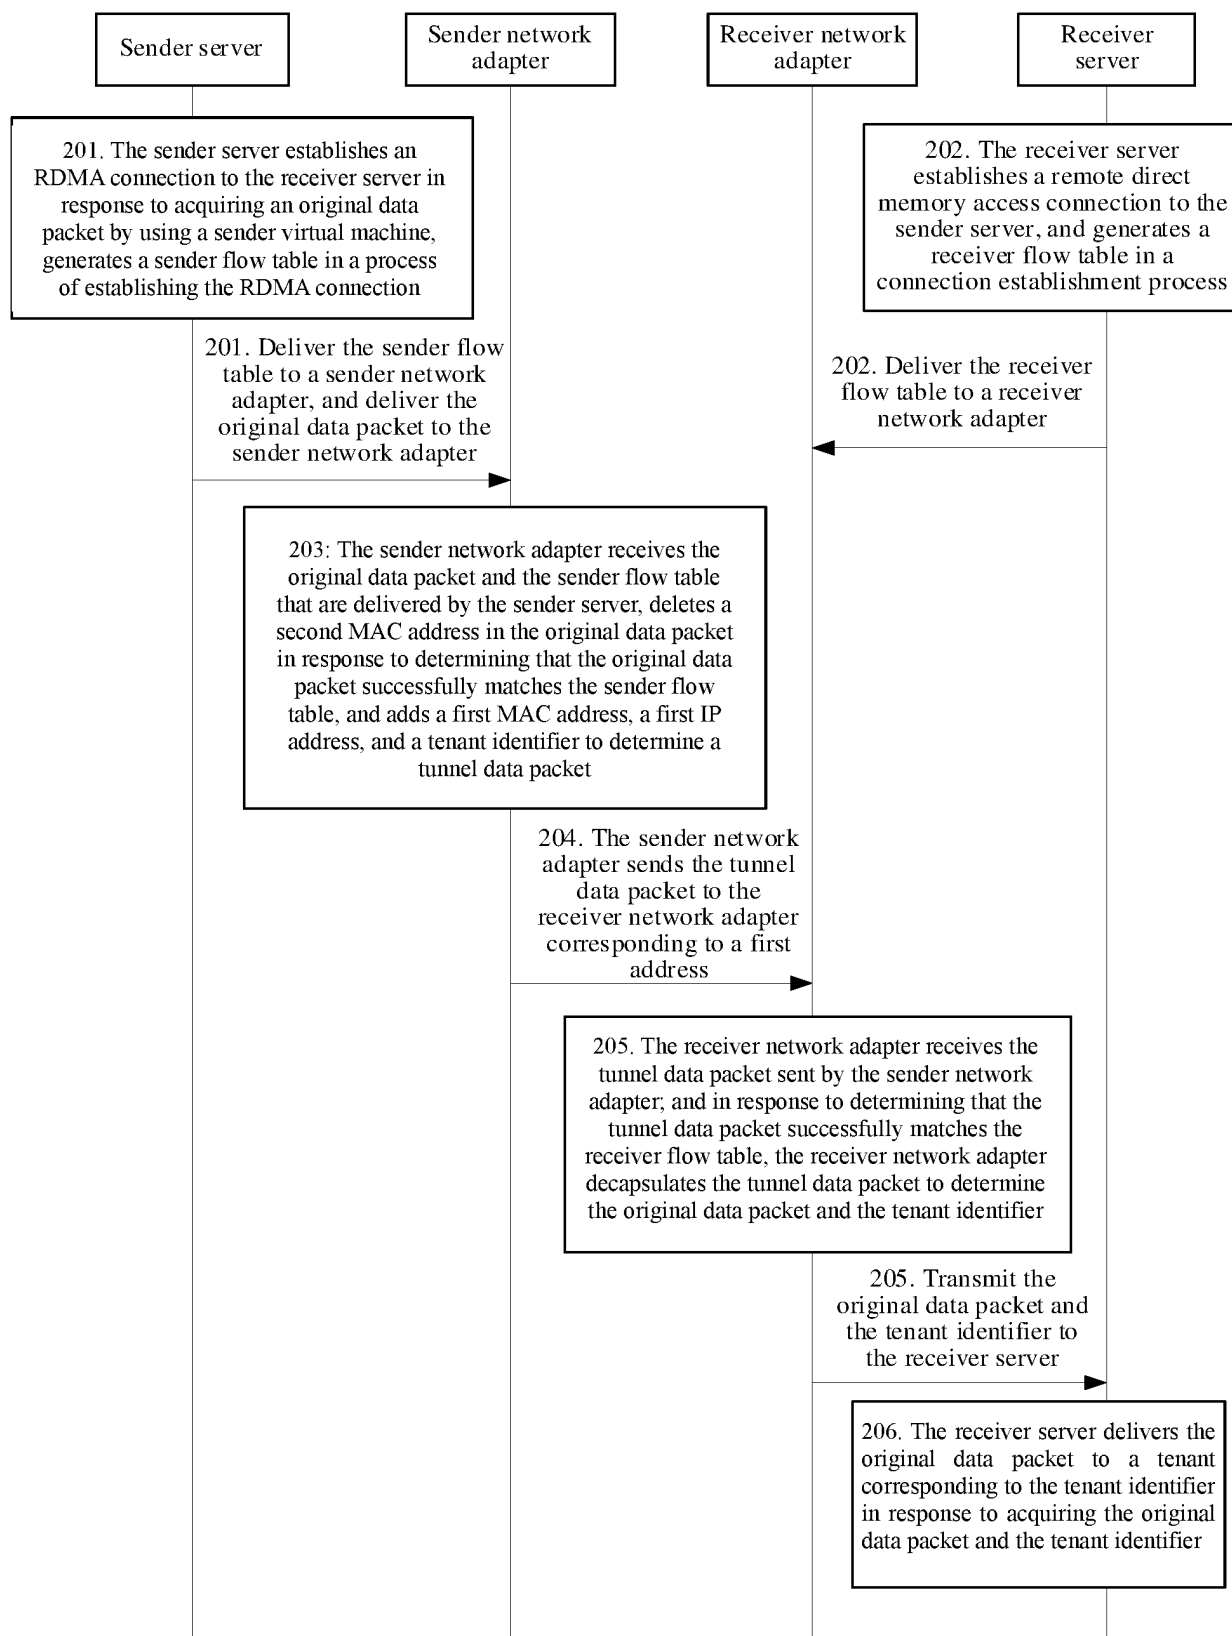 Sender server
Sender network
adapter
Receiver network
adapter
Receiver
server
201. The sender server establishes an
RDMA connection to the receiver server in
response to acquiring an original data
packet by using a sender virtual machine,
generates a sender flow table in a process
of establishing the RDMA connection
202. The receiver server
establishes a remote direct
memory access connection to the
sender server, and generates a
receiver flow table in a
connection establishment process
201. Deliver the sender flow
table to a sender network
adapter, and deliver the
original data packet to the
sender network adapter
202. Deliver the receiver
flow table to a receiver
network adapter
203: The sender network adapter receives the
original data packet and the sender flow table
that are delivered by the sender server, deletes a
second MAC address in the original data packet
in response to determining that the original data
packet successfully matches the sender flow
table, and adds a first MAC address, a first IP
address, and a tenant identifier to determine a
tunnel data packet
204. The sender network
adapter sends the tunnel
data packet to the
receiver network adapter
corresponding to a first
address
205. The receiver network adapter receives the
tunnel data packet sent by the sender network
adapter; and in response to determining that the
tunnel data packet successfully matches the
receiver flow table, the receiver network adapter
decapsulates the tunnel data packet to determine
the original data packet and the tenant identifier
205. Transmit the
original data packet and
the tenant identifier to
the receiver server
206. The receiver server delivers the
original data packet to a tenant
corresponding to the tenant identifier
in response to acquiring the original
data packet and the tenant identifier